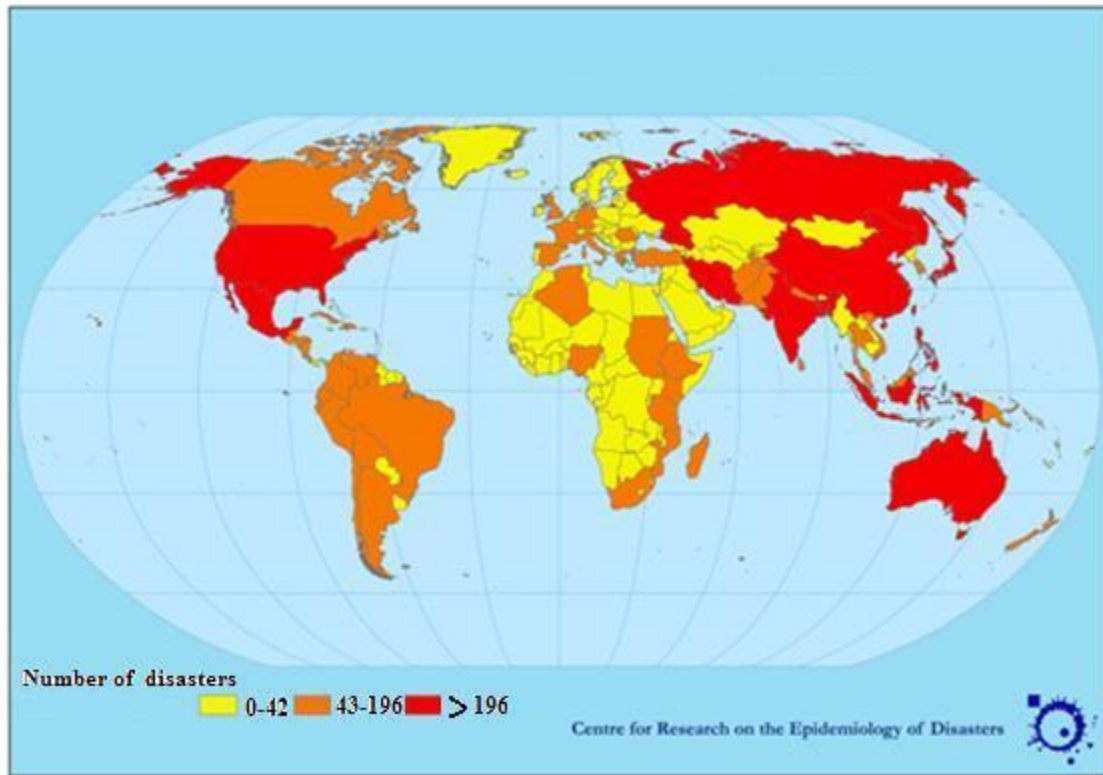 Number of disasters
0-42 43-196 > 196
Centre for Research on the Epidemiology of Disasters